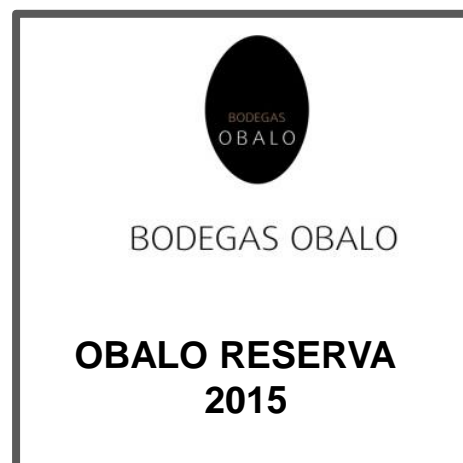 BODEGAS
OBALO
BODEGAS OBALO
OBALO RESERVA
2015